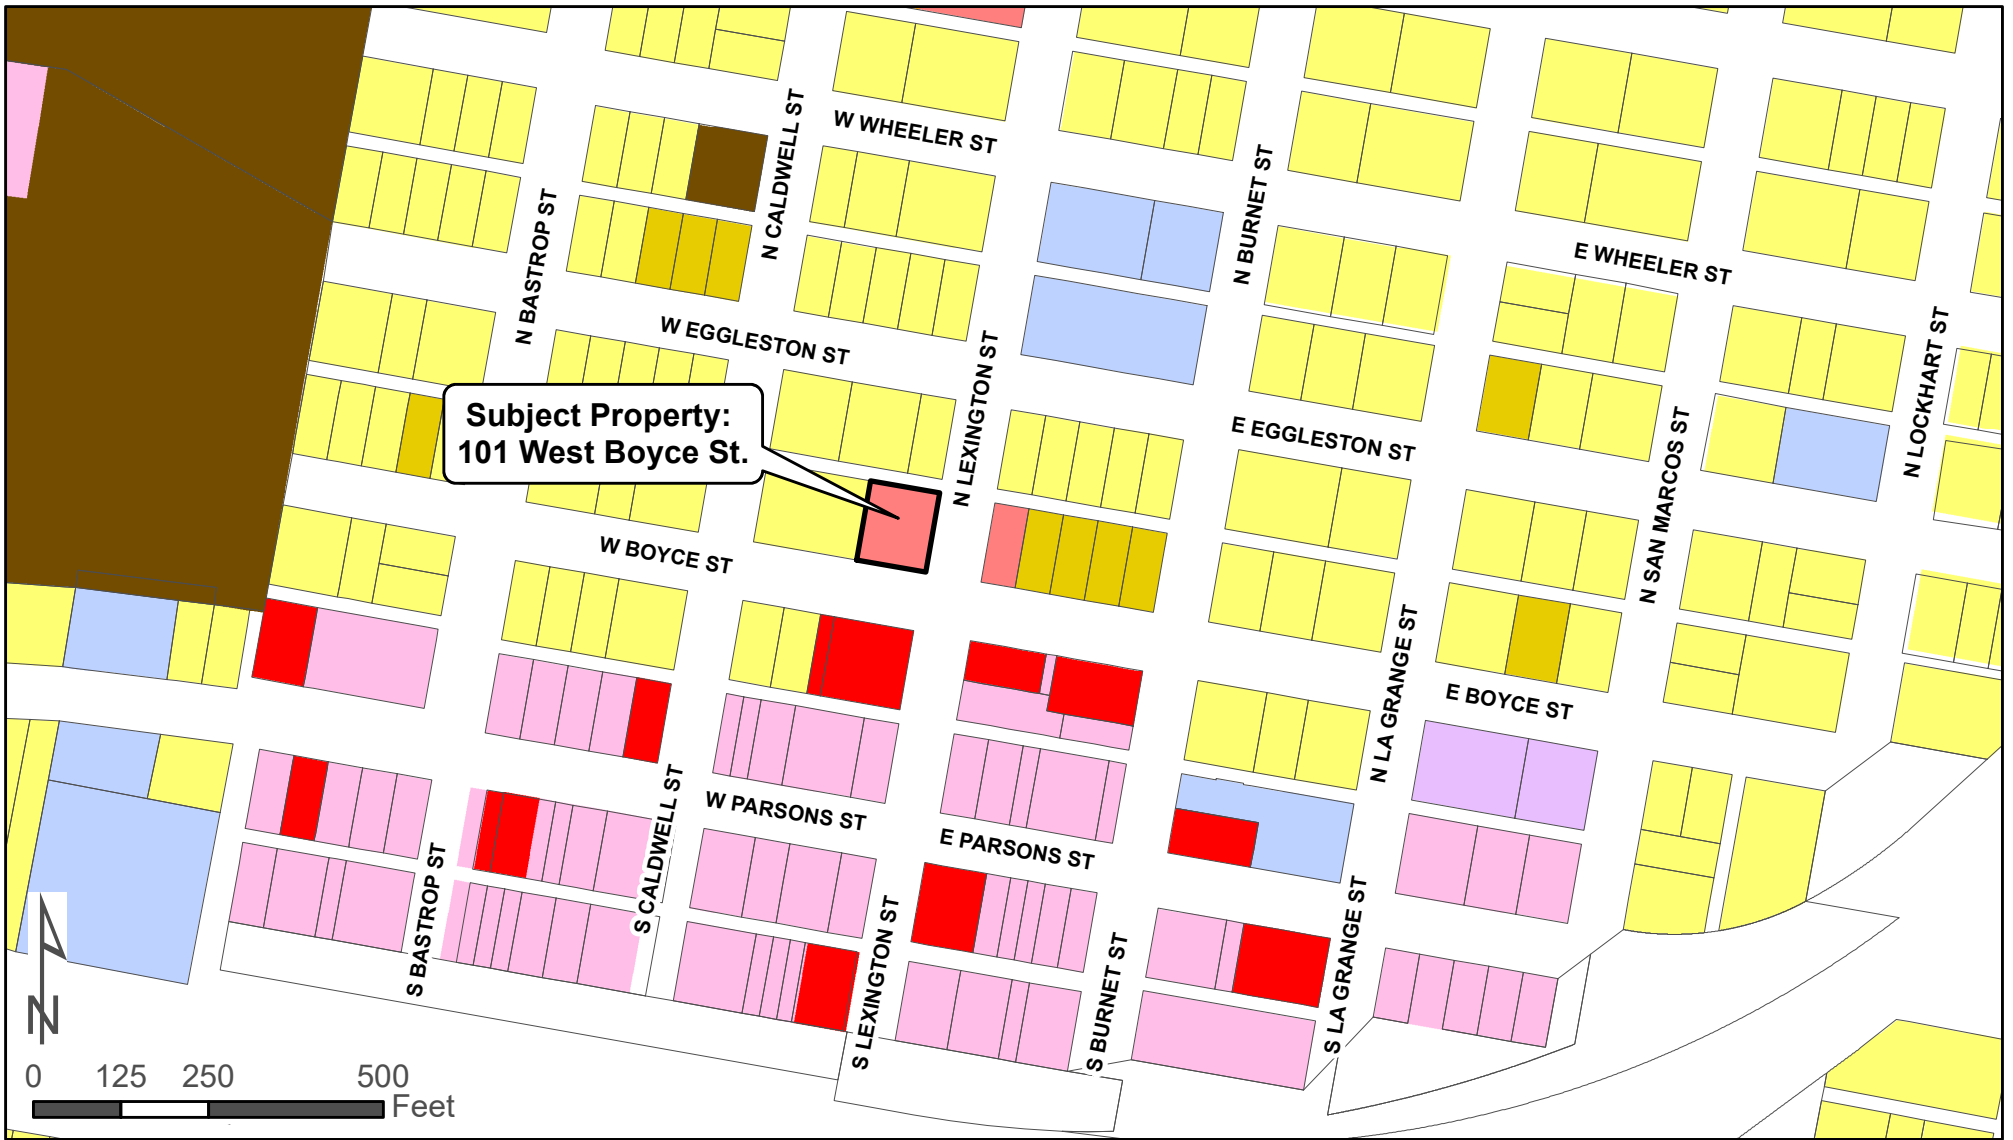 W WHEELER ST
N CALDWELL ST
N BASTROP ST
N BURNET ST
E WHEELER ST
W EGGLESTON ST
N LEXINGTON ST
N LOCKHART ST
Subject Property:
101 West Boyce St.
E EGGLESTON ST
N SAN MARCOS ST
W BOYCE ST
N LA GRANGE ST
E BOYCE ST
W PARSONS ST
S CALDWELL ST
E PARSONS ST
S BASTROP ST
S LEXINGTON ST
S BURNET ST
S LA GRANGE ST
N
0 125 250 500
Feet